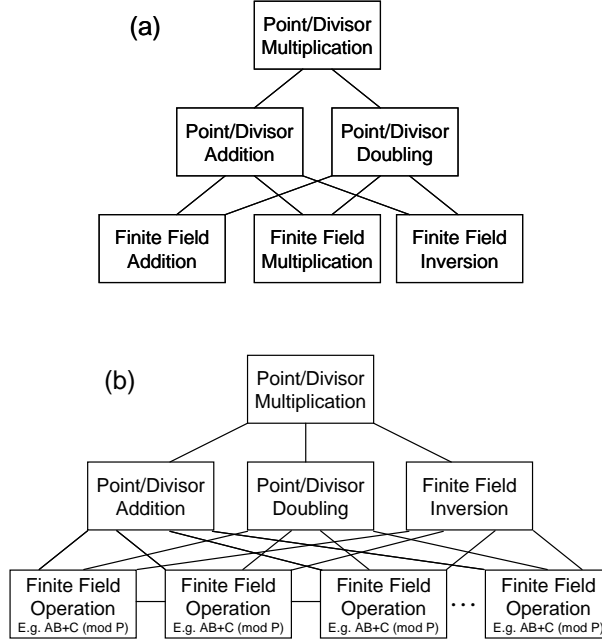 (a)
Point/Divisor
Multiplication
Point/Divisor
Addition
Point/Divisor
Doubling
Finite Field
Addition
Finite Field
Multiplication
Finite Field
Inversion
(b)
Point/Divisor
Multiplication
Point/Divisor
Addition
Point/Divisor
Doubling
Finite Field
Inversion
Finite Field
Operation
E.g. AB+C (mod P)
Finite Field
Operation
E.g. AB+C (mod P)
Finite Field
Operation
E.g. AB+C (mod P)
...
Finite Field
Operation
E.g. AB+C (mod P)